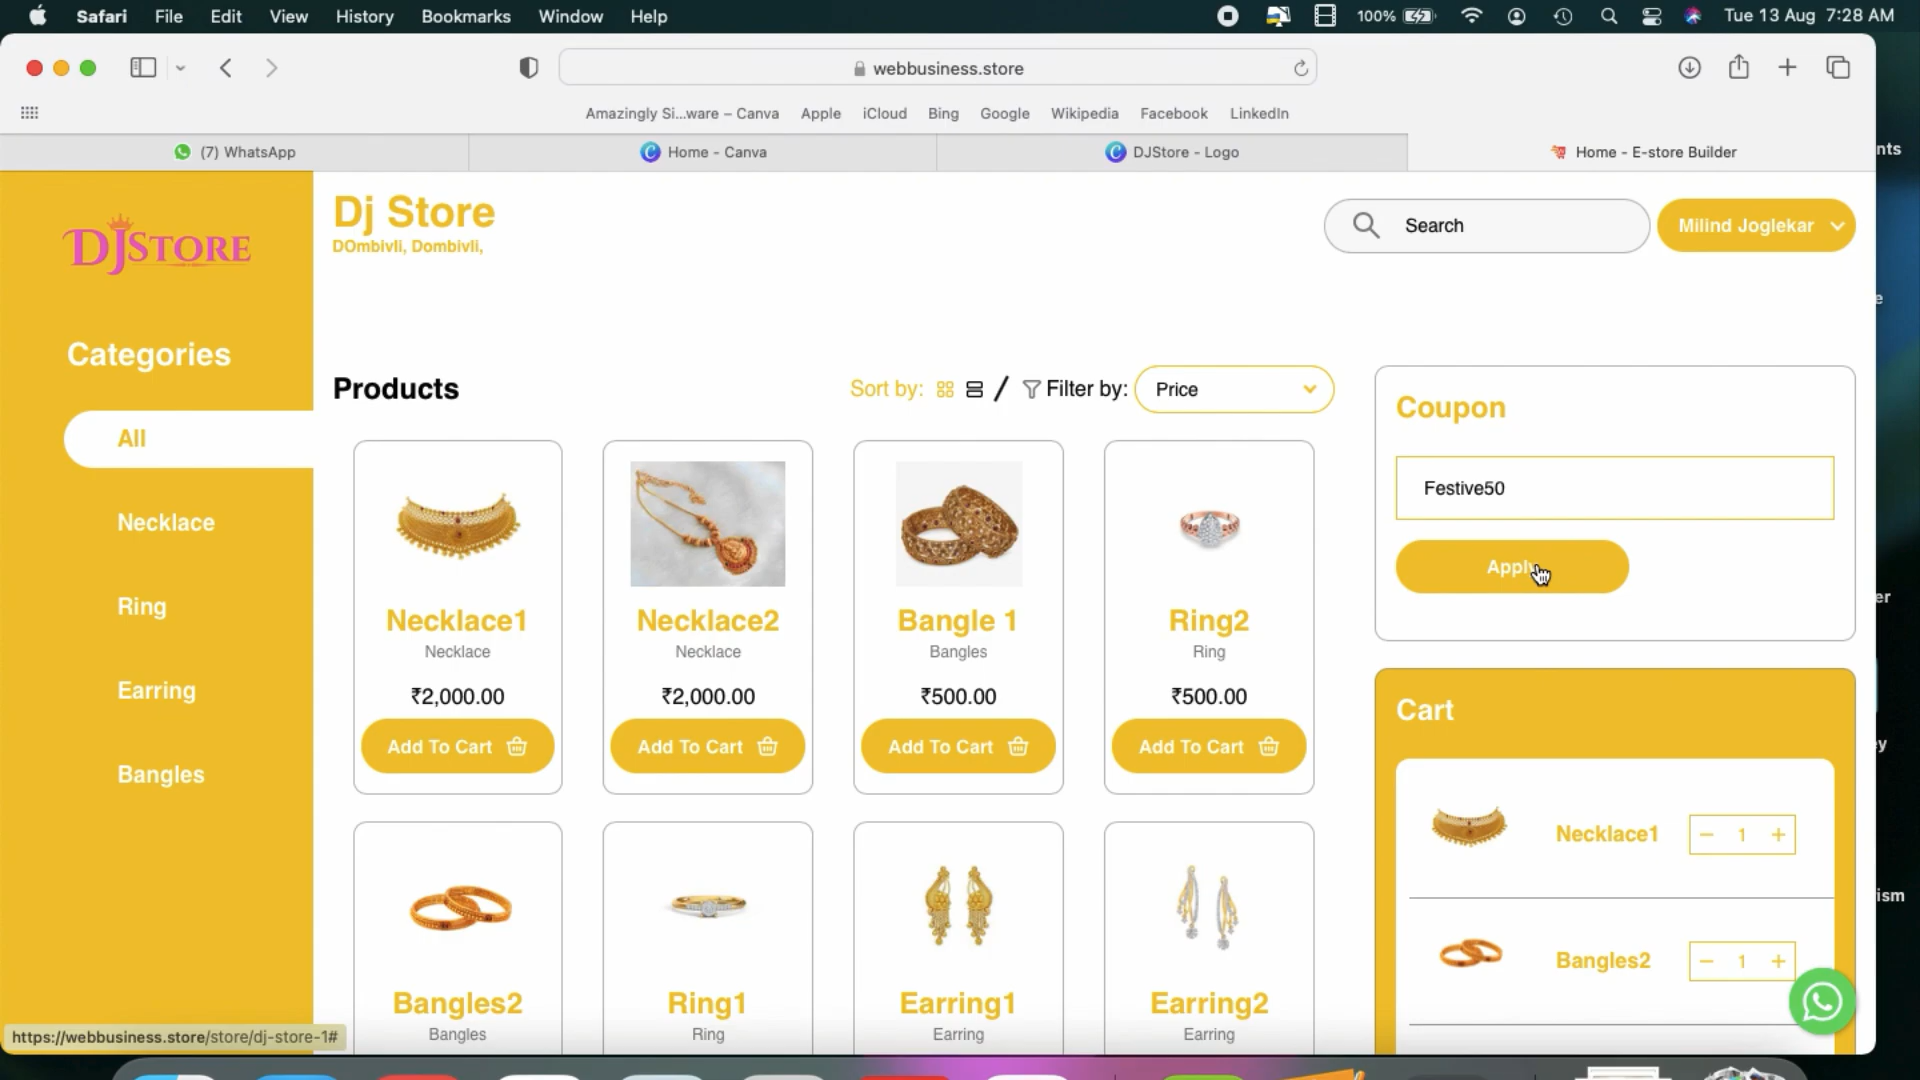 Safari File Edit View History Bookmarks Window Help 100% Tue 13 Aug 7:28 AM
webbusiness.store
Amazingly Si...ware – Canva Apple iCloud Bing Google Wikipedia Facebook LinkedIn
(7) WhatsApp Home - Canva DJStore - Logo Home - E-store Builder
nts
DJSTORE
Dj Store
DOmbivli, Dombivli,
Search
Milind Joglekar
Categories
All
Necklace
Ring
Earring
Bangles
Products
Sort by: / Filter by: Price
Necklace1 Necklace2 Bangle 1 Ring2
Necklace Necklace Bangles Ring
₹2,000.00 ₹2,000.00 ₹500.00 ₹500.00
Add To Cart Add To Cart Add To Cart Add To Cart
Bangles2 Ring1 Earring1 Earring2
Bangles Ring Earring Earring
Coupon
Festive50
Apply
Cart
Necklace1 − 1 +
Bangles2 − 1 +
e
er
ey
ism
https://webbusiness.store/store/dj-store-1#